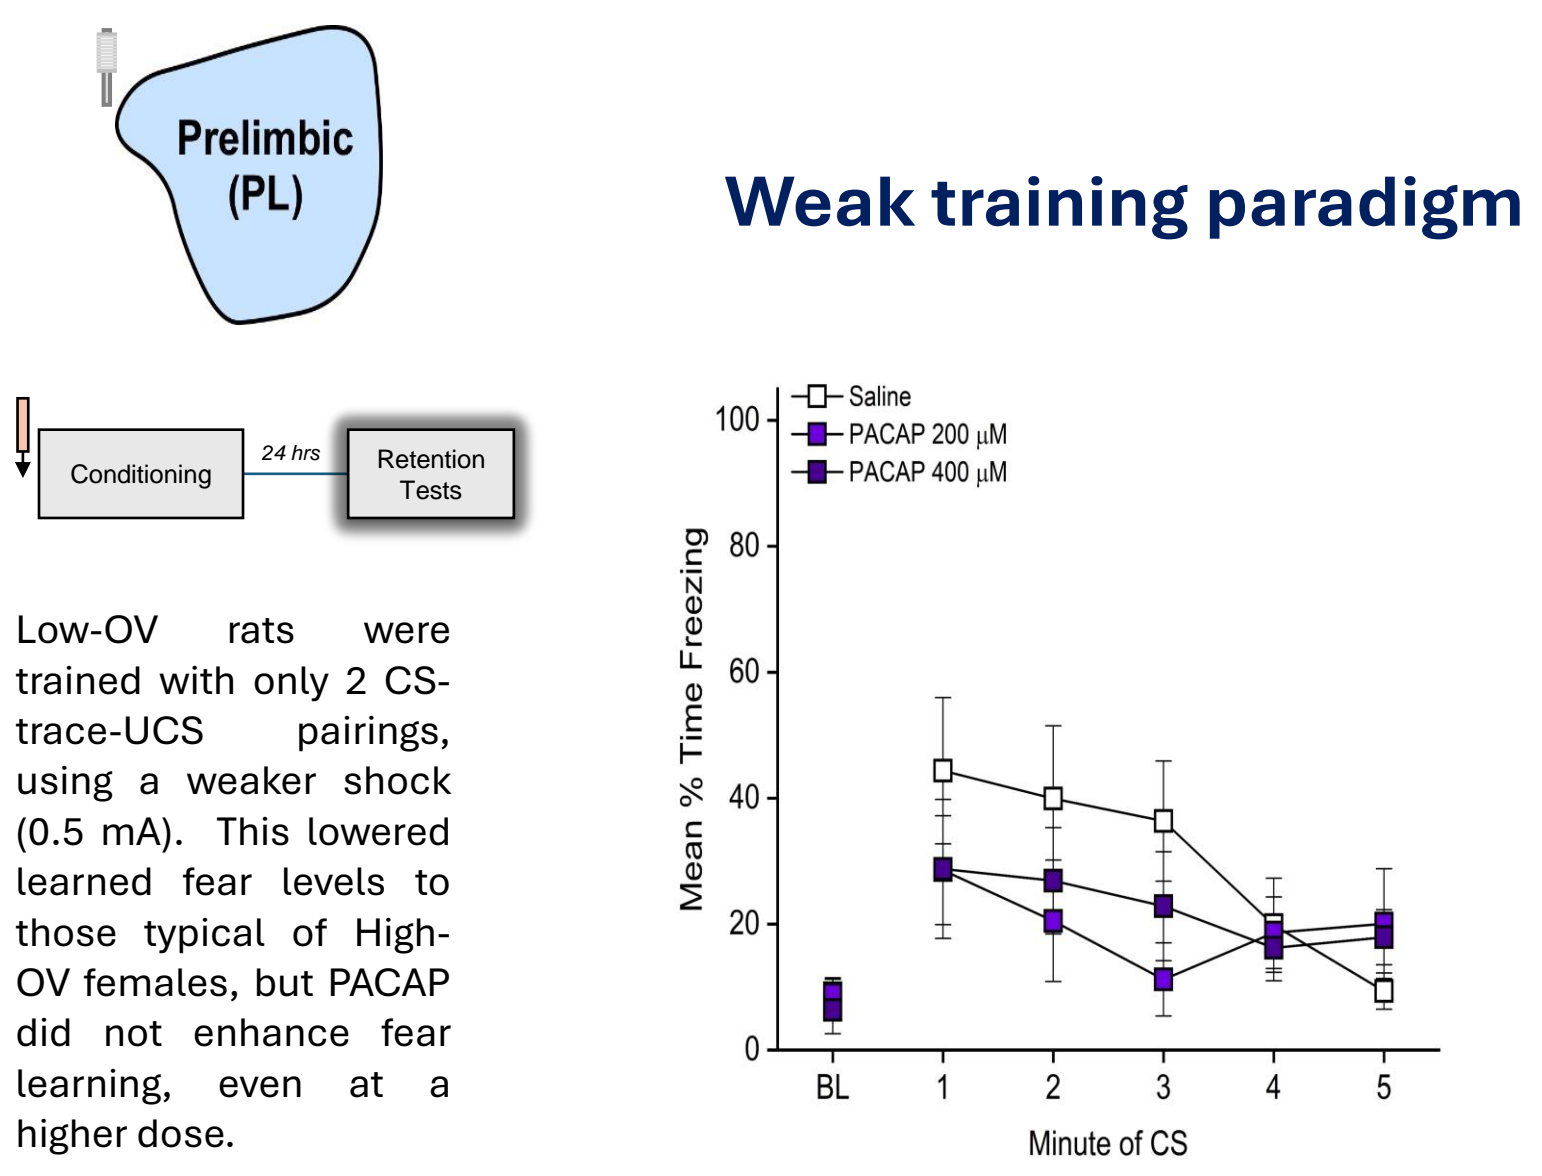 Prelimbic
(PL)
Weak training paradigm
Conditioning
24 hrs
Retention
Tests
Low-OV rats were
trained with only 2 CS-
trace-UCS pairings,
using a weaker shock
(0.5 mA). This lowered
learned fear levels to
those typical of High-
OV females, but PACAP
did not enhance fear
learning, even at a
higher dose.
Saline
PACAP 200 μM
PACAP 400 μM
Mean % Time Freezing
100
80
60
40
20
0
BL 1 2 3 4 5
Minute of CS